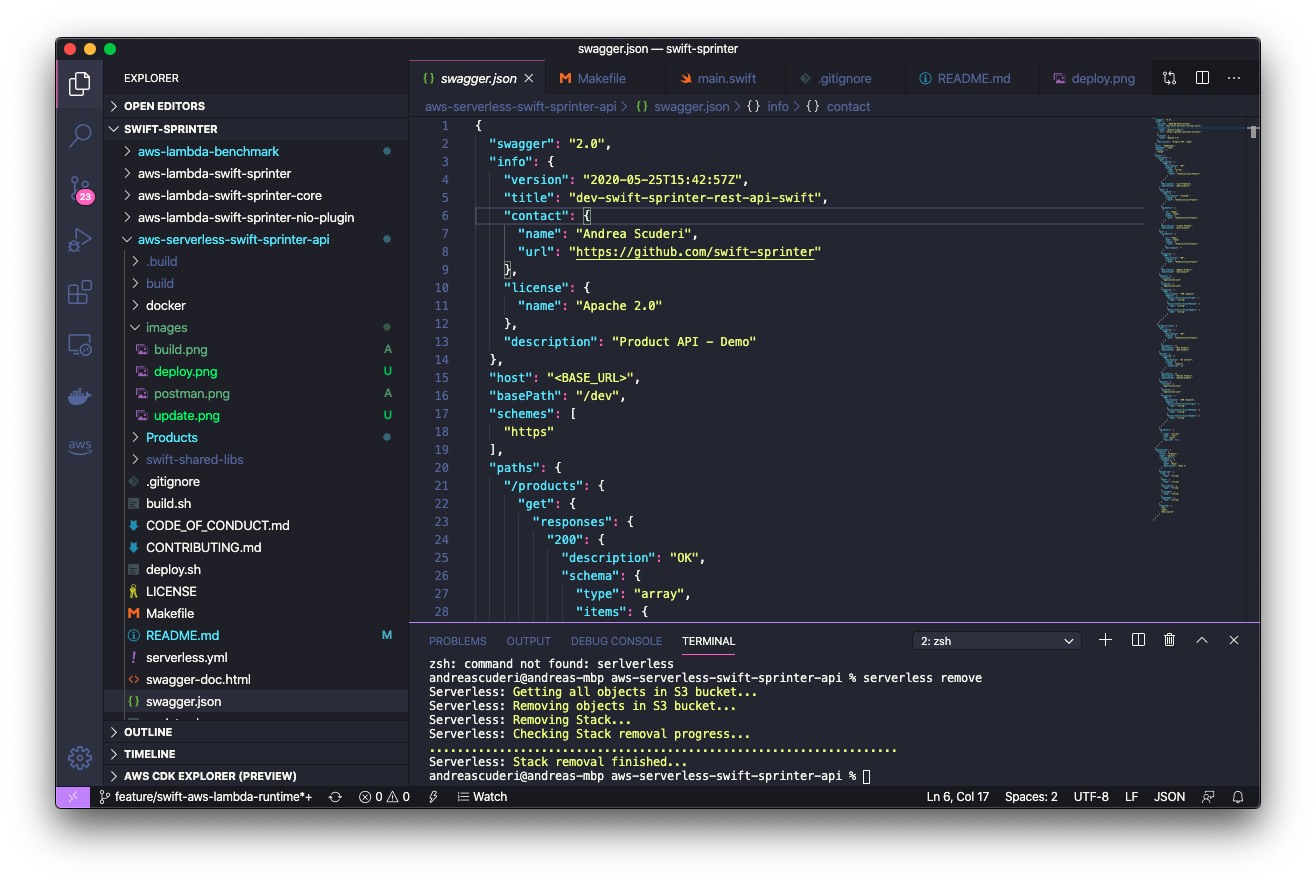 swagger.json — swift-sprinter
EXPLORER
OPEN EDITORS
SWIFT-SPRINTER
aws-lambda-benchmark
aws-lambda-swift-sprinter
aws-lambda-swift-sprinter-core
aws-lambda-swift-sprinter-nio-plugin
aws-serverless-swift-sprinter-api
.build
build
docker
images
build.png A
deploy.png U
postman.png A
update.png U
Products
swift-shared-libs
.gitignore
build.sh
CODE_OF_CONDUCT.md
CONTRIBUTING.md
deploy.sh
LICENSE
Makefile
README.md M
serverless.yml
swagger-doc.html
{} swagger.json
OUTLINE
TIMELINE
AWS CDK EXPLORER (PREVIEW)
23
aws
{} swagger.json Makefile main.swift .gitignore README.md deploy.png
aws-serverless-swift-sprinter-api > {} swagger.json > {} info > {} contact
1 {
2 "swagger": "2.0",
3 "info": {
4 "version": "2020-05-25T15:42:57Z",
5 "title": "dev-swift-sprinter-rest-api-swift",
6 "contact": {
7 "name": "Andrea Scuderi",
8 "url": "https://github.com/swift-sprinter"
9 },
10 "license": {
11 "name": "Apache 2.0"
12 },
13 "description": "Product API - Demo"
14 },
15 "host": "<BASE_URL>",
16 "basePath": "/dev",
17 "schemes": [
18 "https"
19 ],
20 "paths": {
21 "/products": {
22 "get": {
23 "responses": {
24 "200": {
25 "description": "OK",
26 "schema": {
27 "type": "array",
28 "items": {
PROBLEMS OUTPUT DEBUG CONSOLE TERMINAL 2: zsh
zsh: command not found: serlverless
andreascuderi@andreas-mbp aws-serverless-swift-sprinter-api % serverless remove
Serverless: Getting all objects in S3 bucket...
Serverless: Removing objects in S3 bucket...
Serverless: Removing Stack...
Serverless: Checking Stack removal progress...
...................................................................
Serverless: Stack removal finished...
andreascuderi@andreas-mbp aws-serverless-swift-sprinter-api %
feature/swift-aws-lambda-runtime*+ 0 0 Watch Ln 6, Col 17 Spaces: 2 UTF-8 LF JSON